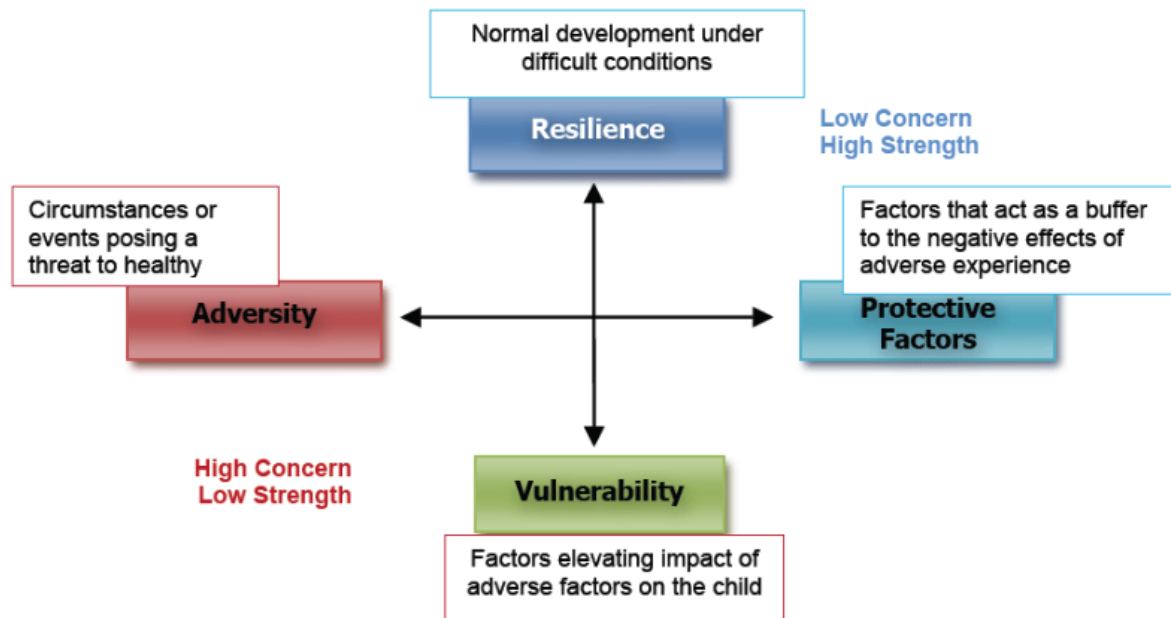 Normal development under
difficult conditions
Resilience
Low Concern
High Strength
Circumstances or
events posing a
threat to healthy
Adversity
Factors that act as a buffer
to the negative effects of
adverse experience
Protective
Factors
High Concern
Low Strength
Vulnerability
Factors elevating impact of
adverse factors on the child